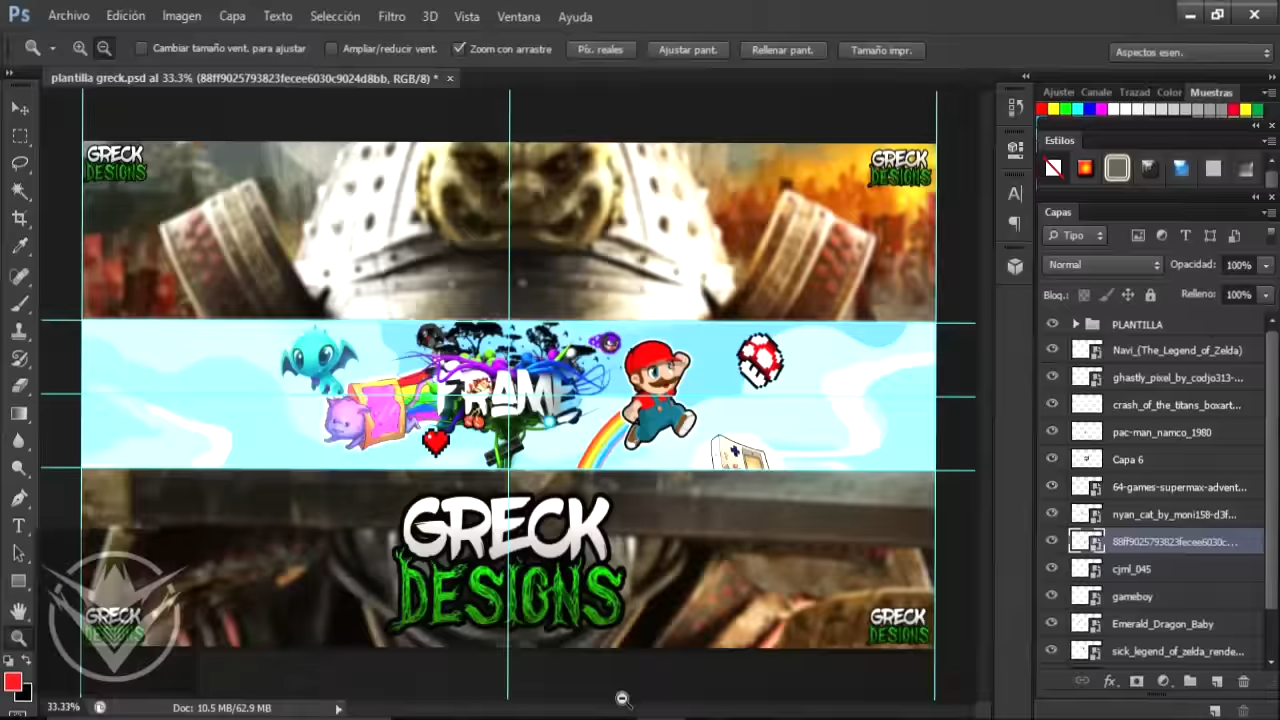 Ps Archivo Edición Imagen Capa Texto Selección Filtro 3D Vista Ventana Ayuda
Cambiar tamaño vent. para ajustar Ampliar/reducir vent. Zoom con arrastre Píx. reales Ajustar pant. Rellenar pant. Tamaño impr. Aspectos esen.
plantilla greck.psd al 33.3% (88ff9025793823fecee6030c9024d8bb, RGB/8) * ×
Ajuste Canale Trazad Color Muestras
Estilos
Capas
Tipo
Normal Opacidad: 100%
Bloq.: Relleno: 100%
PLANTILLA
Navi_(The_Legend_of_Zelda)
ghastly_pixel_by_codjo313-...
crash_of_the_titans_boxart...
pac-man_namco_1980
Capa 6
64-games-supermax-advent...
nyan_cat_by_moni158-d3f...
88ff9025793823fecee6030c...
cjml_045
gameboy
Emerald_Dragon_Baby
sick_legend_of_zelda_rende...
GRECK
DESIGNS
GRECK
DESIGNS
FRAME
GRECK
DESIGNS
GRECK
DESIGNS
GRECK
DESIGNS
33.33% Doc: 10.5 MB/62.9 MB